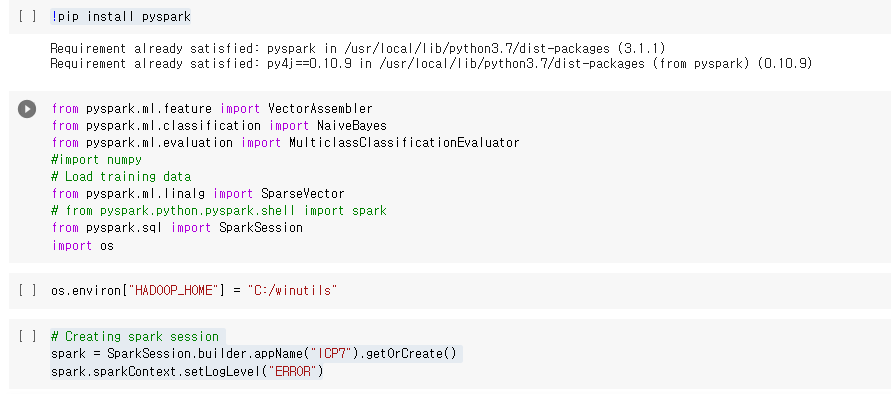 [ ] !pip install pyspark
Requirement already satisfied: pyspark in /usr/local/lib/python3.7/dist-packages (3.1.1)
Requirement already satisfied: py4j==0.10.9 in /usr/local/lib/python3.7/dist-packages (from pyspark) (0.10.9)
from pyspark.ml.feature import VectorAssembler
from pyspark.ml.classification import NaiveBayes
from pyspark.ml.evaluation import MulticlassClassificationEvaluator
#import numpy
# Load training data
from pyspark.ml.linalg import SparseVector
# from pyspark.python.pyspark.shell import spark
from pyspark.sql import SparkSession
import os
[ ] os.environ["HADOOP_HOME"] = "C:/winutils"
[ ] # Creating spark session
spark = SparkSession.builder.appName("ICP7").getOrCreate()
spark.sparkContext.setLogLevel("ERROR")